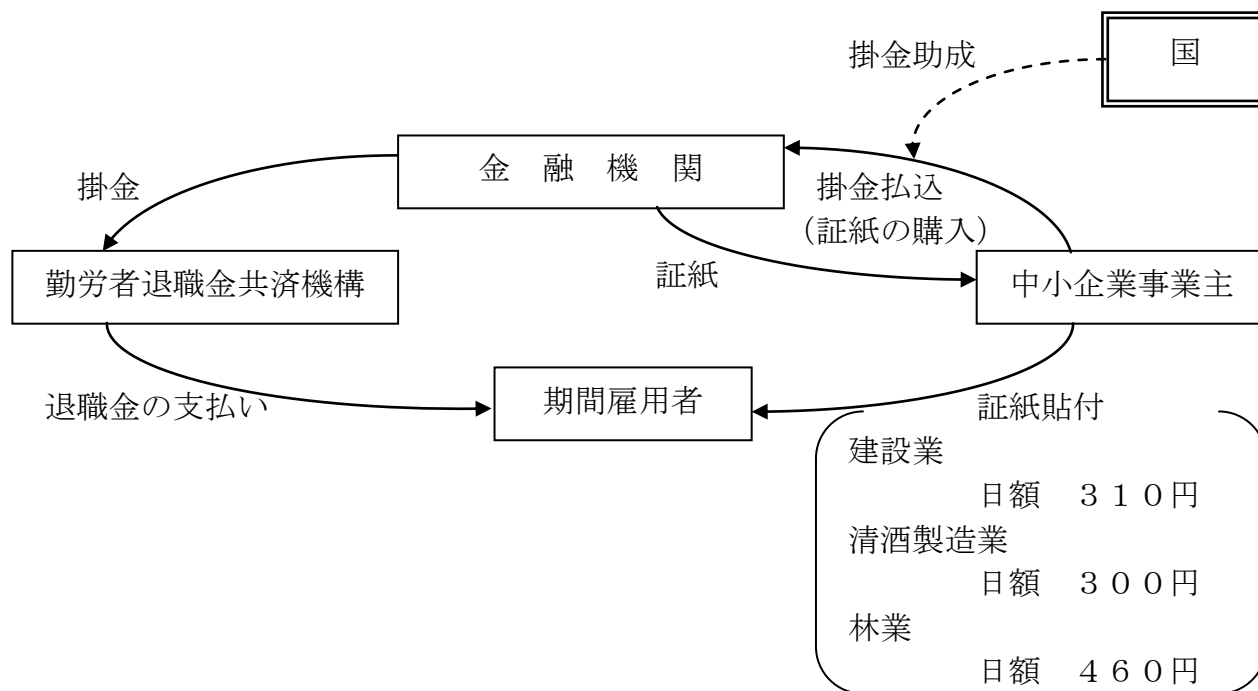 国
掛金助成
金　融　機　関
掛金
掛金払込
（証紙の購入）
証紙
勤労者退職金共済機構
中小企業事業主
退職金の支払い
期間雇用者
証紙貼付
建設業
日額　３１０円
清酒製造業
日額　３００円
林業
日額　４６０円